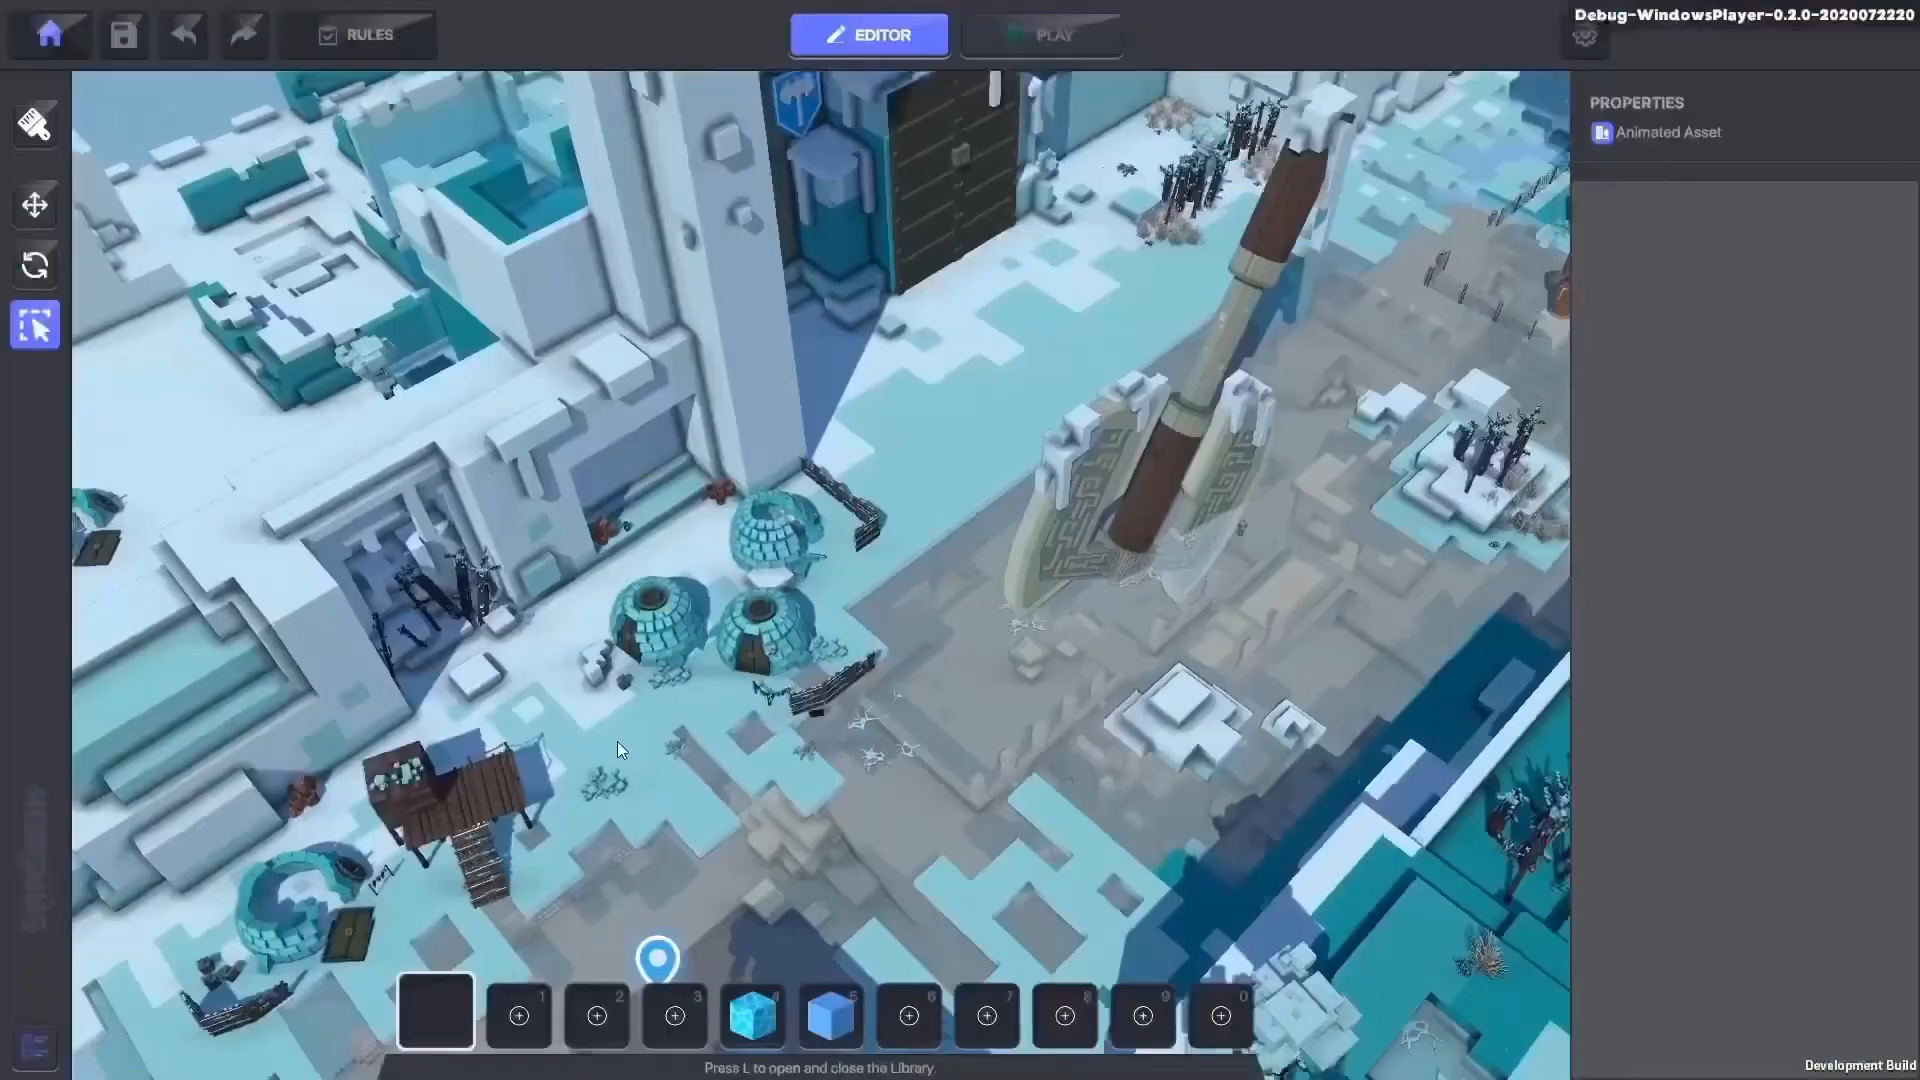 Debug-WindowsPlayer-0.2.0-2020072220
RULES
EDITOR
PLAY
PROPERTIES
Animated Asset
1
2
3
4
5
6
7
8
9
0
Press L to open and close the Library.
Development Build